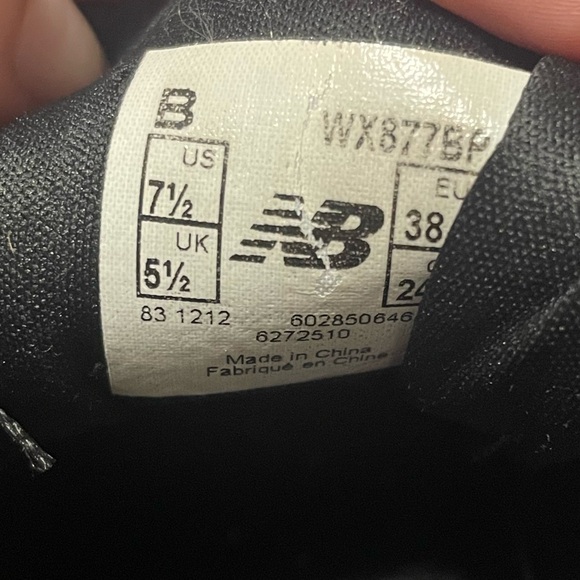 B WX877BP
US EU
7½ 38
UK
5½ 24
NB
83 1212 602850646
6272510
Made in China
Fabriqué en Chine